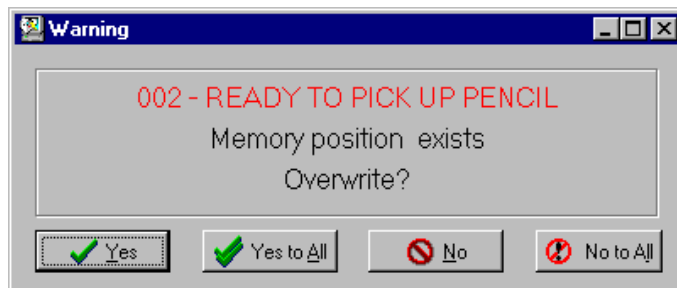 Warning
002 - READY TO PICK UP PENCIL
Memory position exists
Overwrite?
Yes Yes to All No No to All